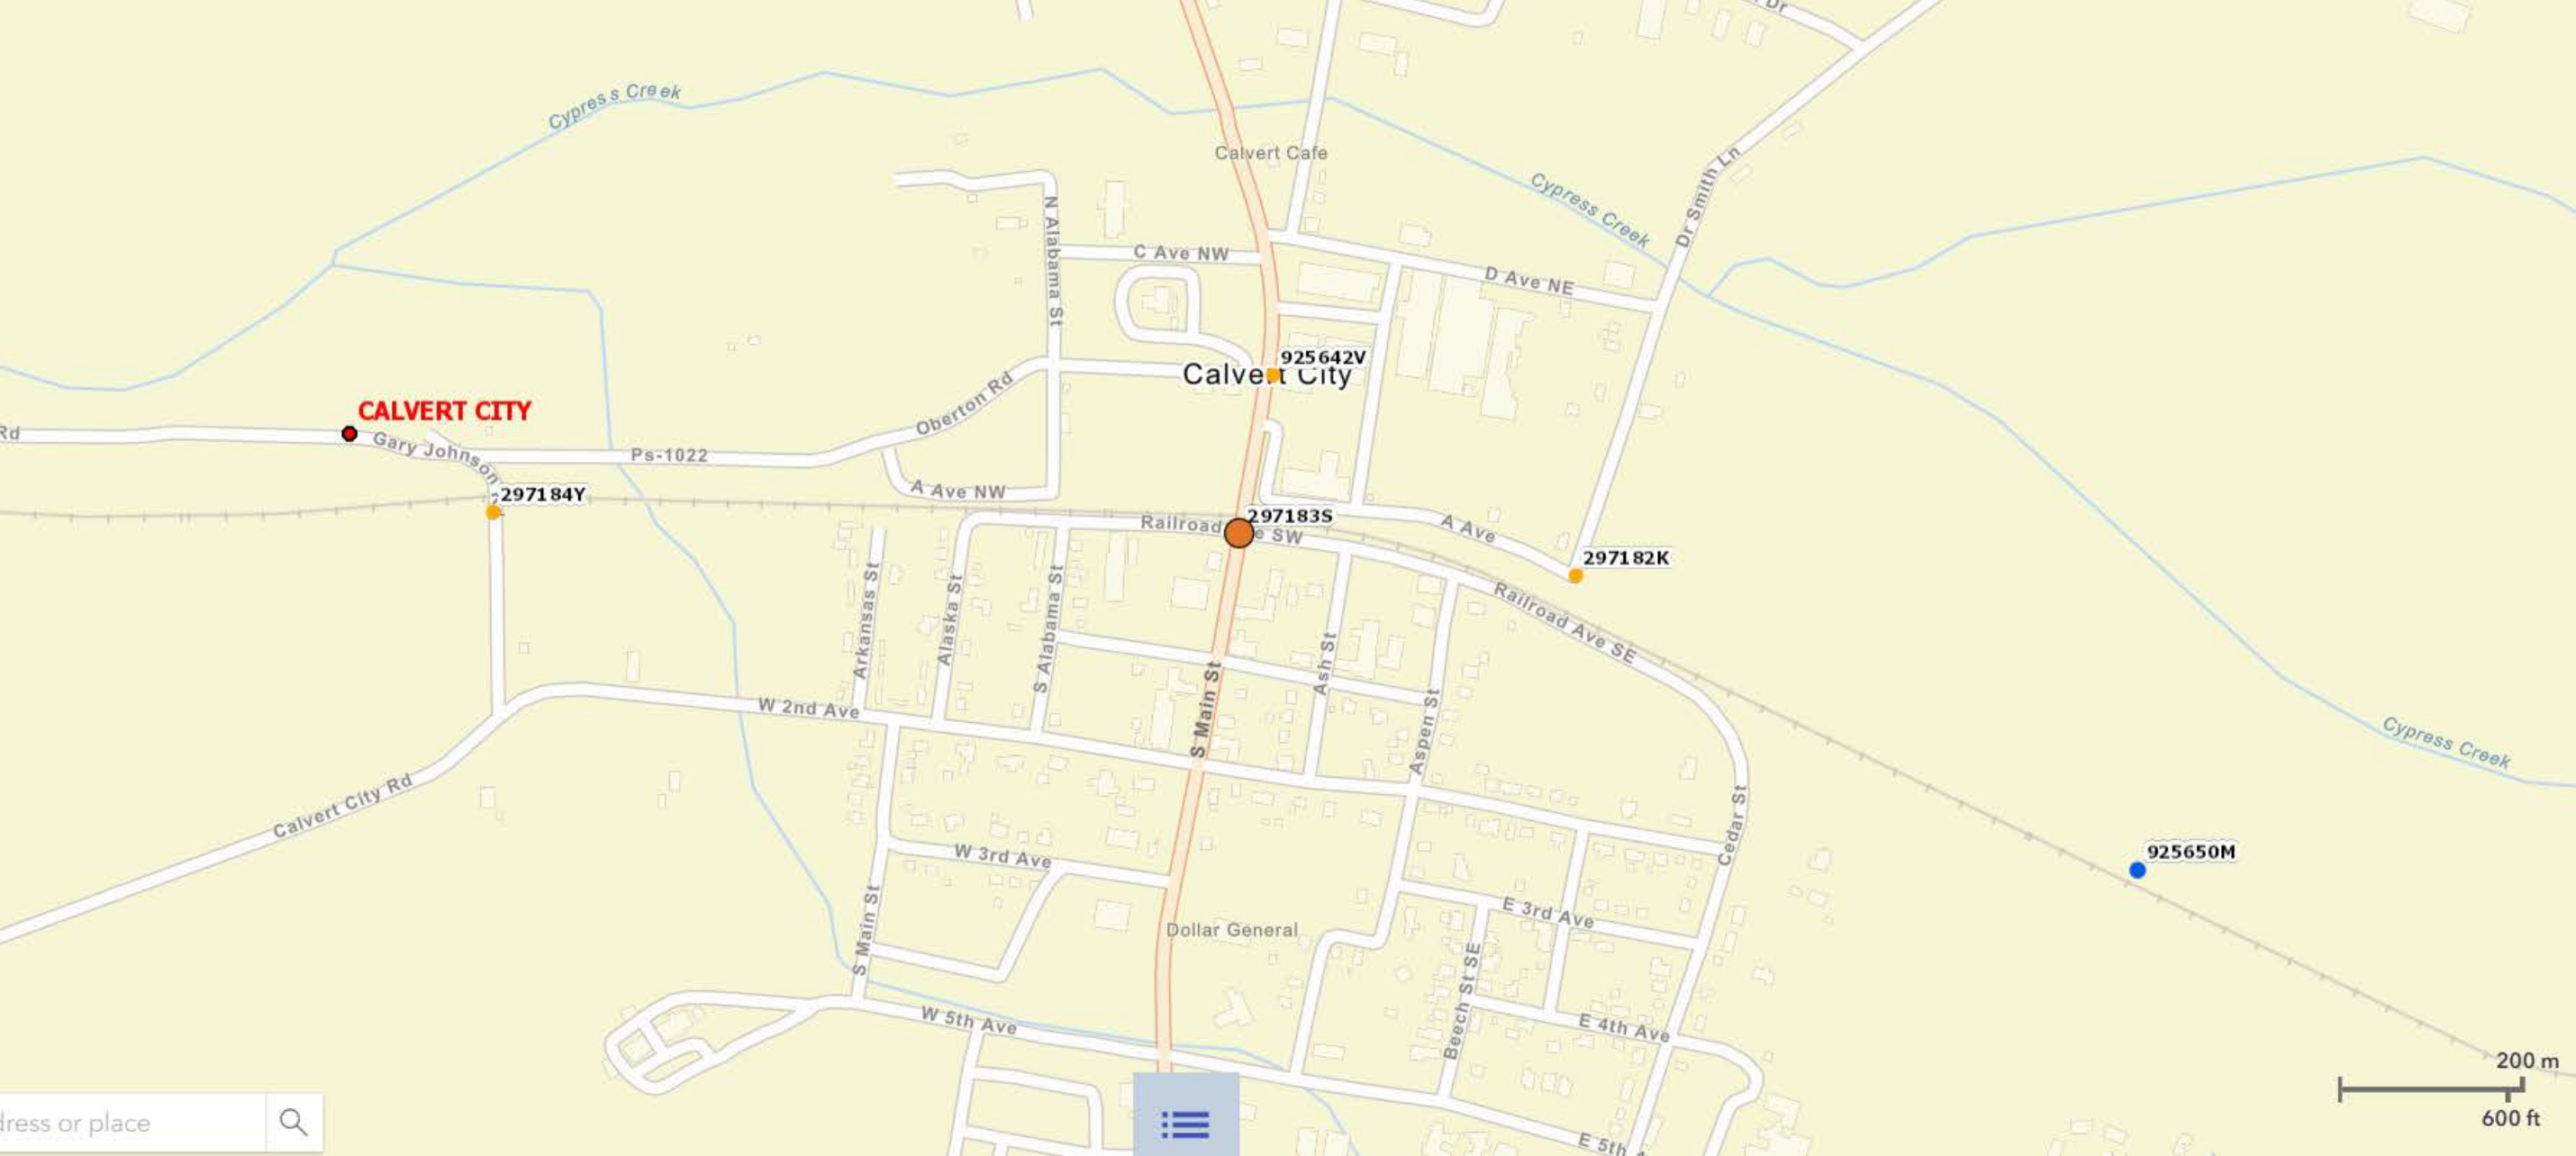 Dr
Cypress Creek
Calvert Cafe
Cypress Creek
Dr Smith Ln
N Alabama St
C Ave NW
D Ave NE
925642V
Calvert City
CALVERT CITY
Rd
Gary Johnson
Ps-1022
Oberton Rd
297184Y
A Ave NW
Railroad
297183S
e SW
A Ave
297182K
Railroad Ave SE
Arkansas St
Alaska St
S Alabama St
Ash St
Aspen St
S Main St
W 2nd Ave
Cypress Creek
Calvert City Rd
Cedar St
W 3rd Ave
925650M
S Main St
Dollar General
E 3rd Ave
Beech St SE
W 5th Ave
E 4th Ave
200 m
600 ft
dress or place
E 5th